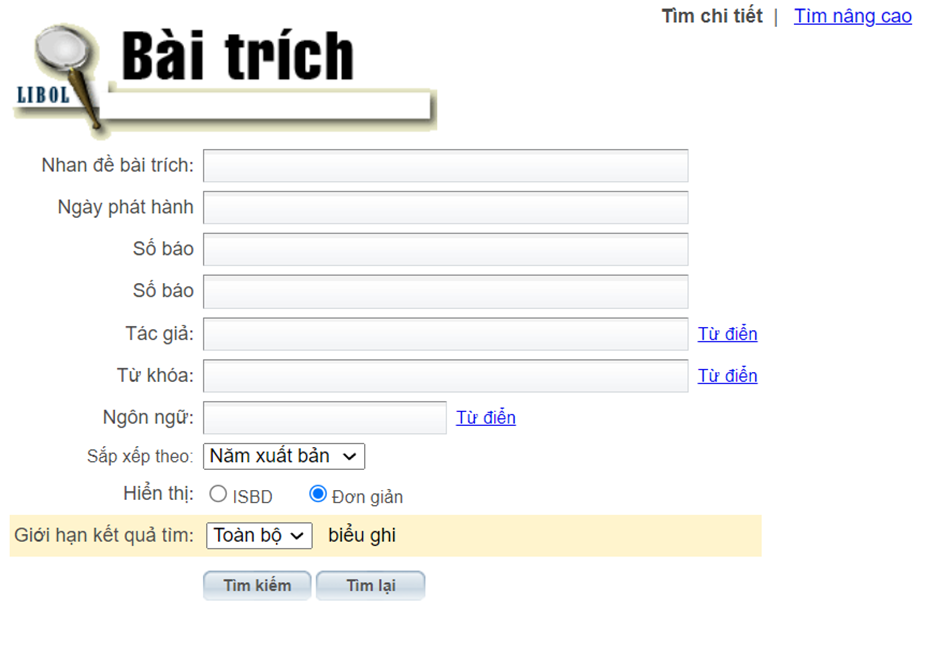 Tìm chi tiết | Tìm nâng cao
Bài trích
LIBOL
Nhan đề bài trích:
Ngày phát hành
Số báo
Số báo
Tác giả: Từ điển
Từ khóa: Từ điển
Ngôn ngữ: Từ điển
Sắp xếp theo: Năm xuất bản
Hiển thị: ISBD Đơn giản
Giới hạn kết quả tìm: Toàn bộ biểu ghi
Tìm kiếm Tìm lại